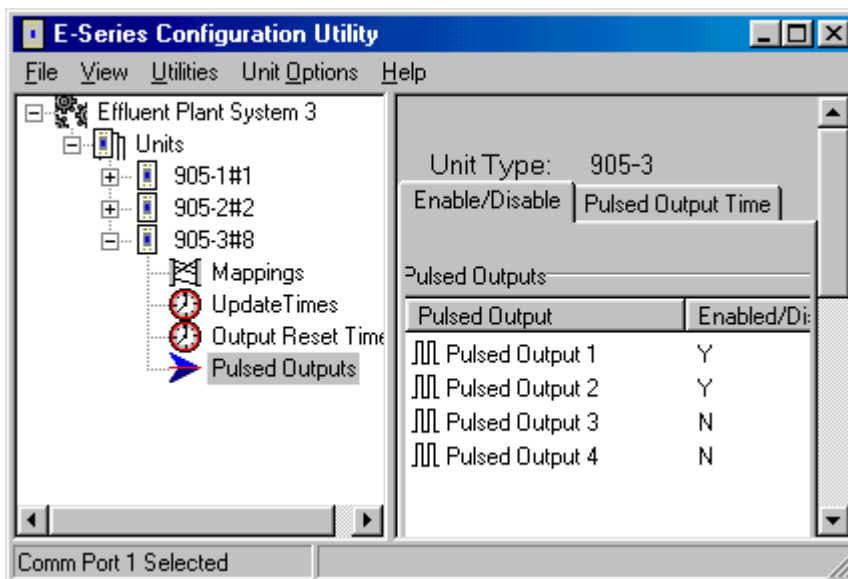 E-Series Configuration Utility
File View Utilities Unit Options Help
Effluent Plant System 3
Units
905-1#1
905-2#2
905-3#8
Mappings
UpdateTimes
Output Reset Time
Pulsed Outputs
Unit Type: 905-3
Enable/Disable Pulsed Output Time
Pulsed Outputs
Pulsed Output Enabled/Di
Pulsed Output 1 Y
Pulsed Output 2 Y
Pulsed Output 3 N
Pulsed Output 4 N
Comm Port 1 Selected